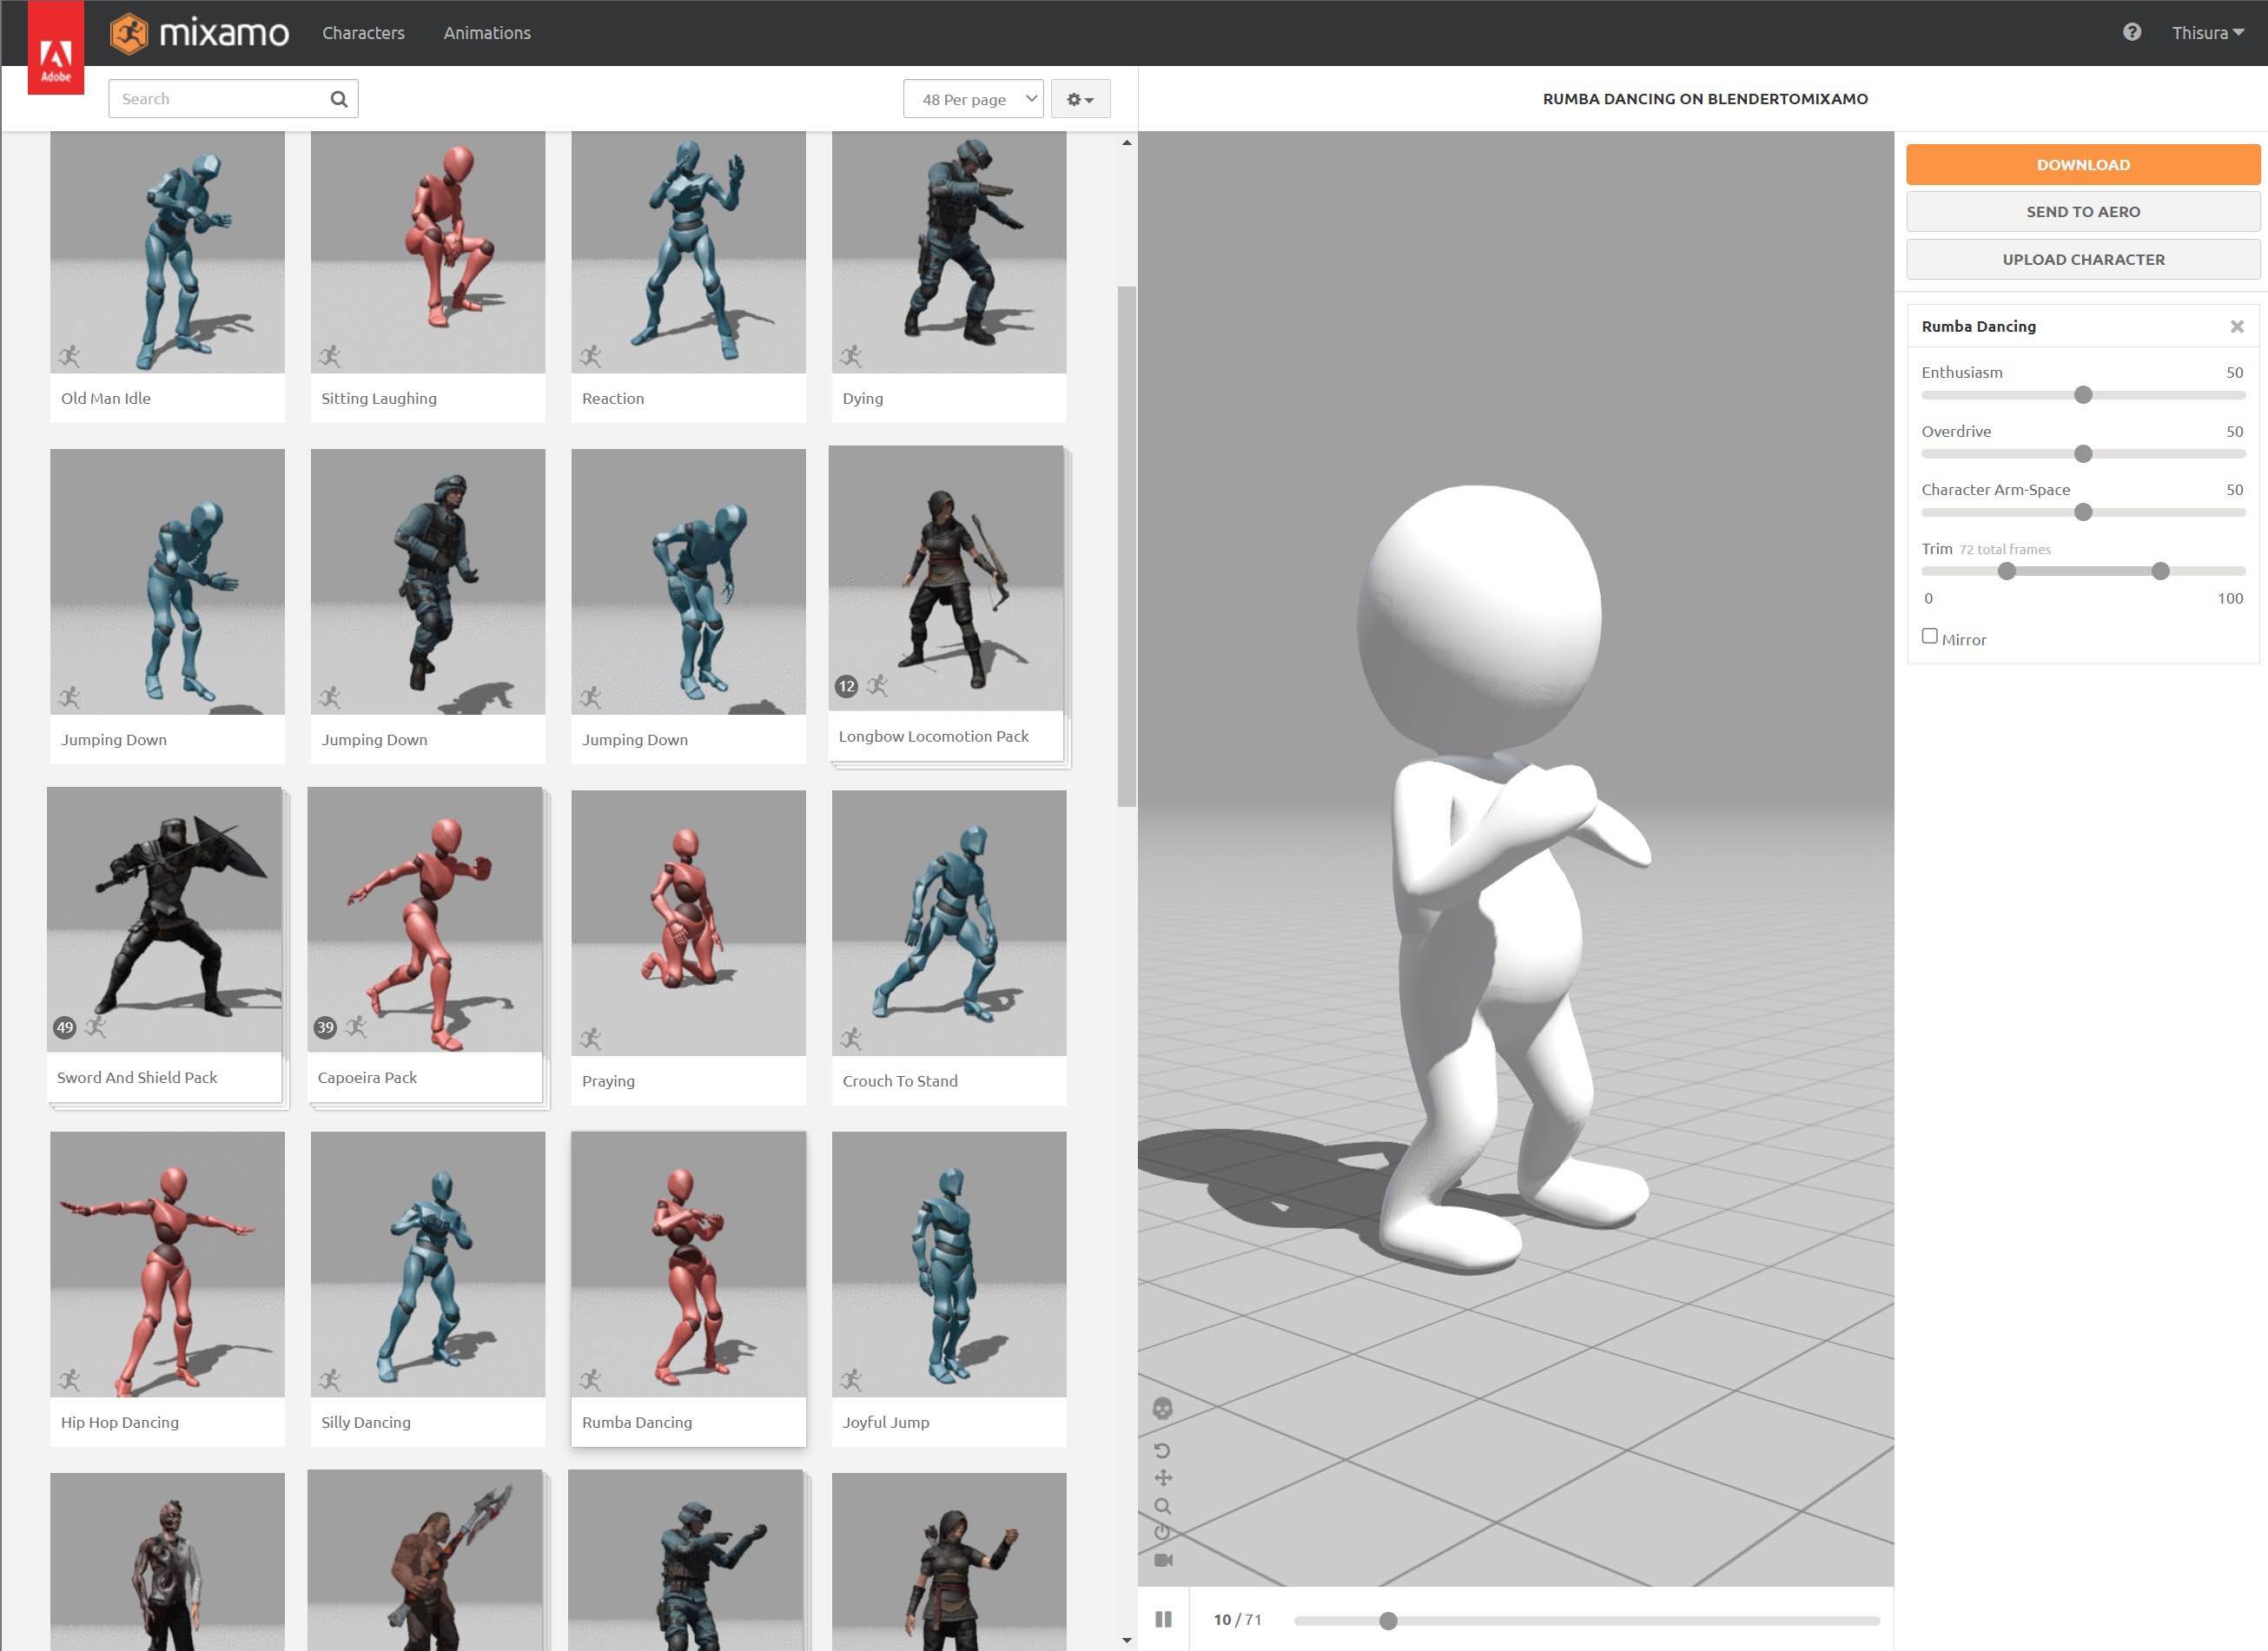 Adobe
mixamo
Characters
Animations
Thisura
Search
48 Per page
RUMBA DANCING ON BLENDERTOMIXAMO
Old Man Idle
Sitting Laughing
Reaction
Dying
Jumping Down
Jumping Down
Jumping Down
12
Longbow Locomotion Pack
49
Sword And Shield Pack
39
Capoeira Pack
Praying
Crouch To Stand
Hip Hop Dancing
Silly Dancing
Rumba Dancing
Joyful Jump
10 / 71
DOWNLOAD
SEND TO AERO
UPLOAD CHARACTER
Rumba Dancing
Enthusiasm 50
Overdrive 50
Character Arm-Space 50
Trim 72 total frames
0 100
Mirror